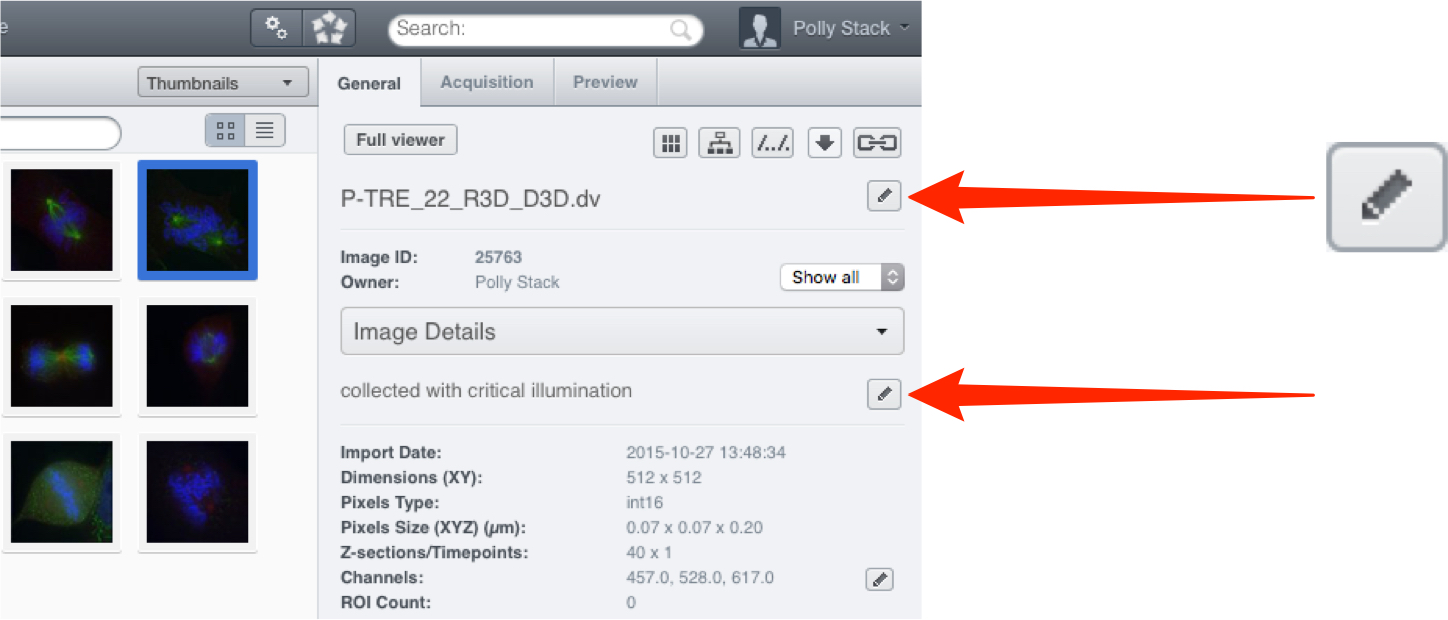 e
Search:
Polly Stack
Thumbnails
General
Acquisition
Preview
Full viewer
/.../.
P-TRE_22_R3D_D3D.dv
Image ID: 25763
Owner: Polly Stack
Show all
Image Details
collected with critical illumination
Import Date: 2015-10-27 13:48:34
Dimensions (XY): 512 x 512
Pixels Type: int16
Pixels Size (XYZ) (µm): 0.07 x 0.07 x 0.20
Z-sections/Timepoints: 40 x 1
Channels: 457.0, 528.0, 617.0
ROI Count: 0